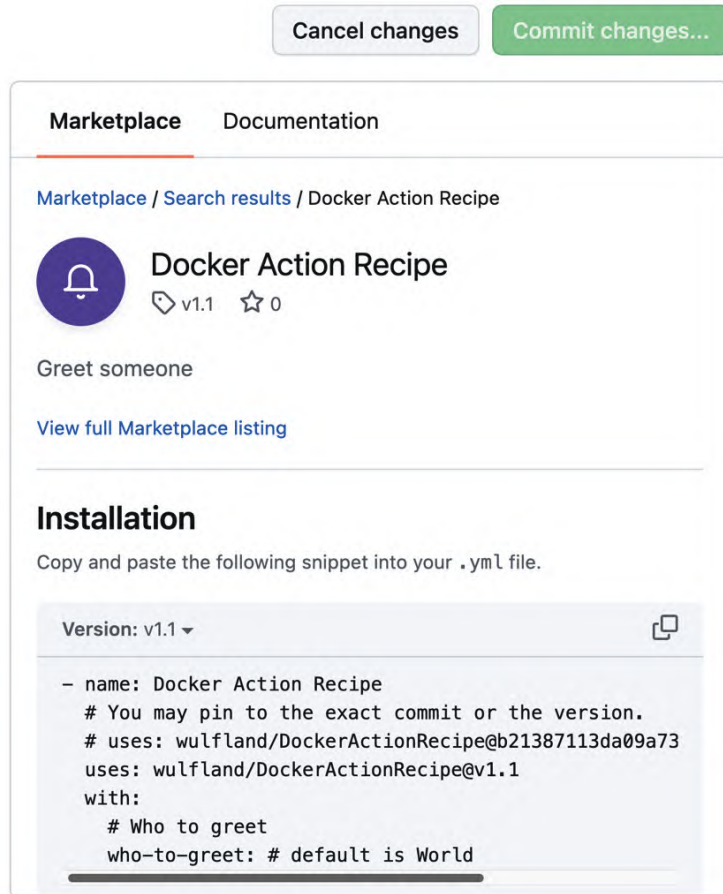 Cancel changes
Commit changes...
Marketplace
Documentation
Marketplace / Search results / Docker Action Recipe
Docker Action Recipe
v1.1
0
Greet someone
View full Marketplace listing
Installation
Copy and paste the following snippet into your .yml file.
Version: v1.1
- name: Docker Action Recipe
# You may pin to the exact commit or the version.
# uses: wulfland/DockerActionRecipe@b21387113da09a73
uses: wulfland/DockerActionRecipe@v1.1
with:
# Who to greet
who-to-greet: # default is World